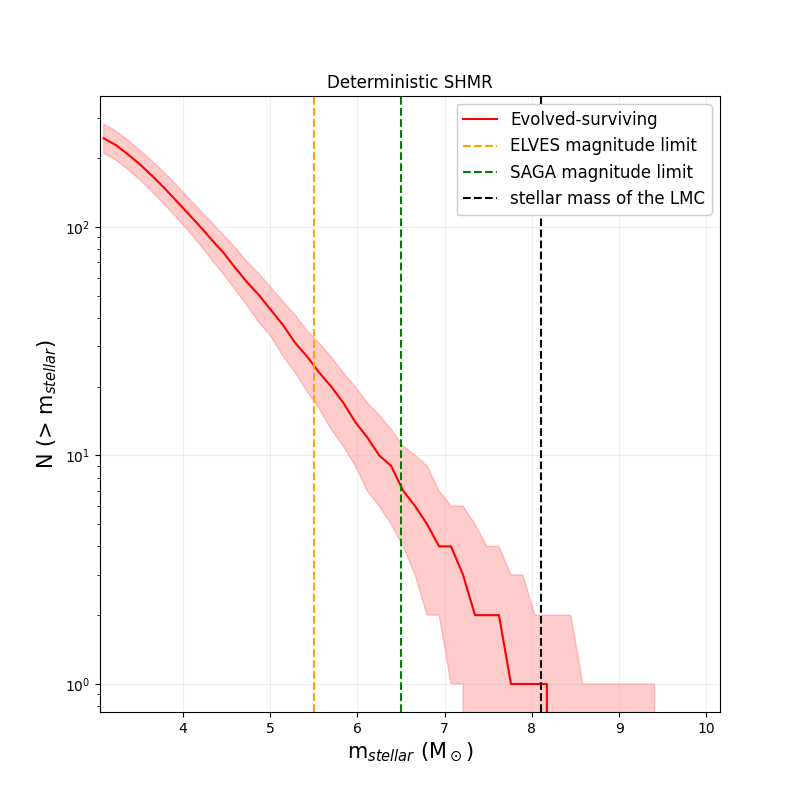 Deterministic SHMR
Evolved-surviving
ELVES magnitude limit
SAGA magnitude limit
stellar mass of the LMC
10²
10¹
10⁰
N (> m_stellar)
4 5 6 7 8 9 10
m_stellar (M_⊙)